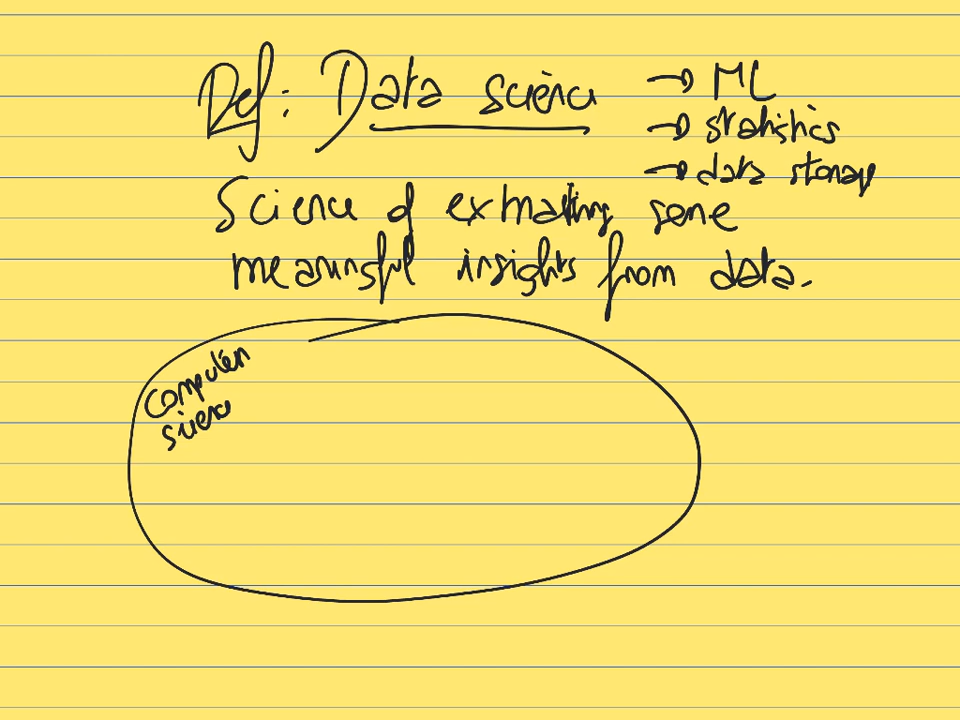 Def: Data science
→ ML
→ statistics
→ data storage
Science of extracting some
meaningful insights from data.
Computer
science